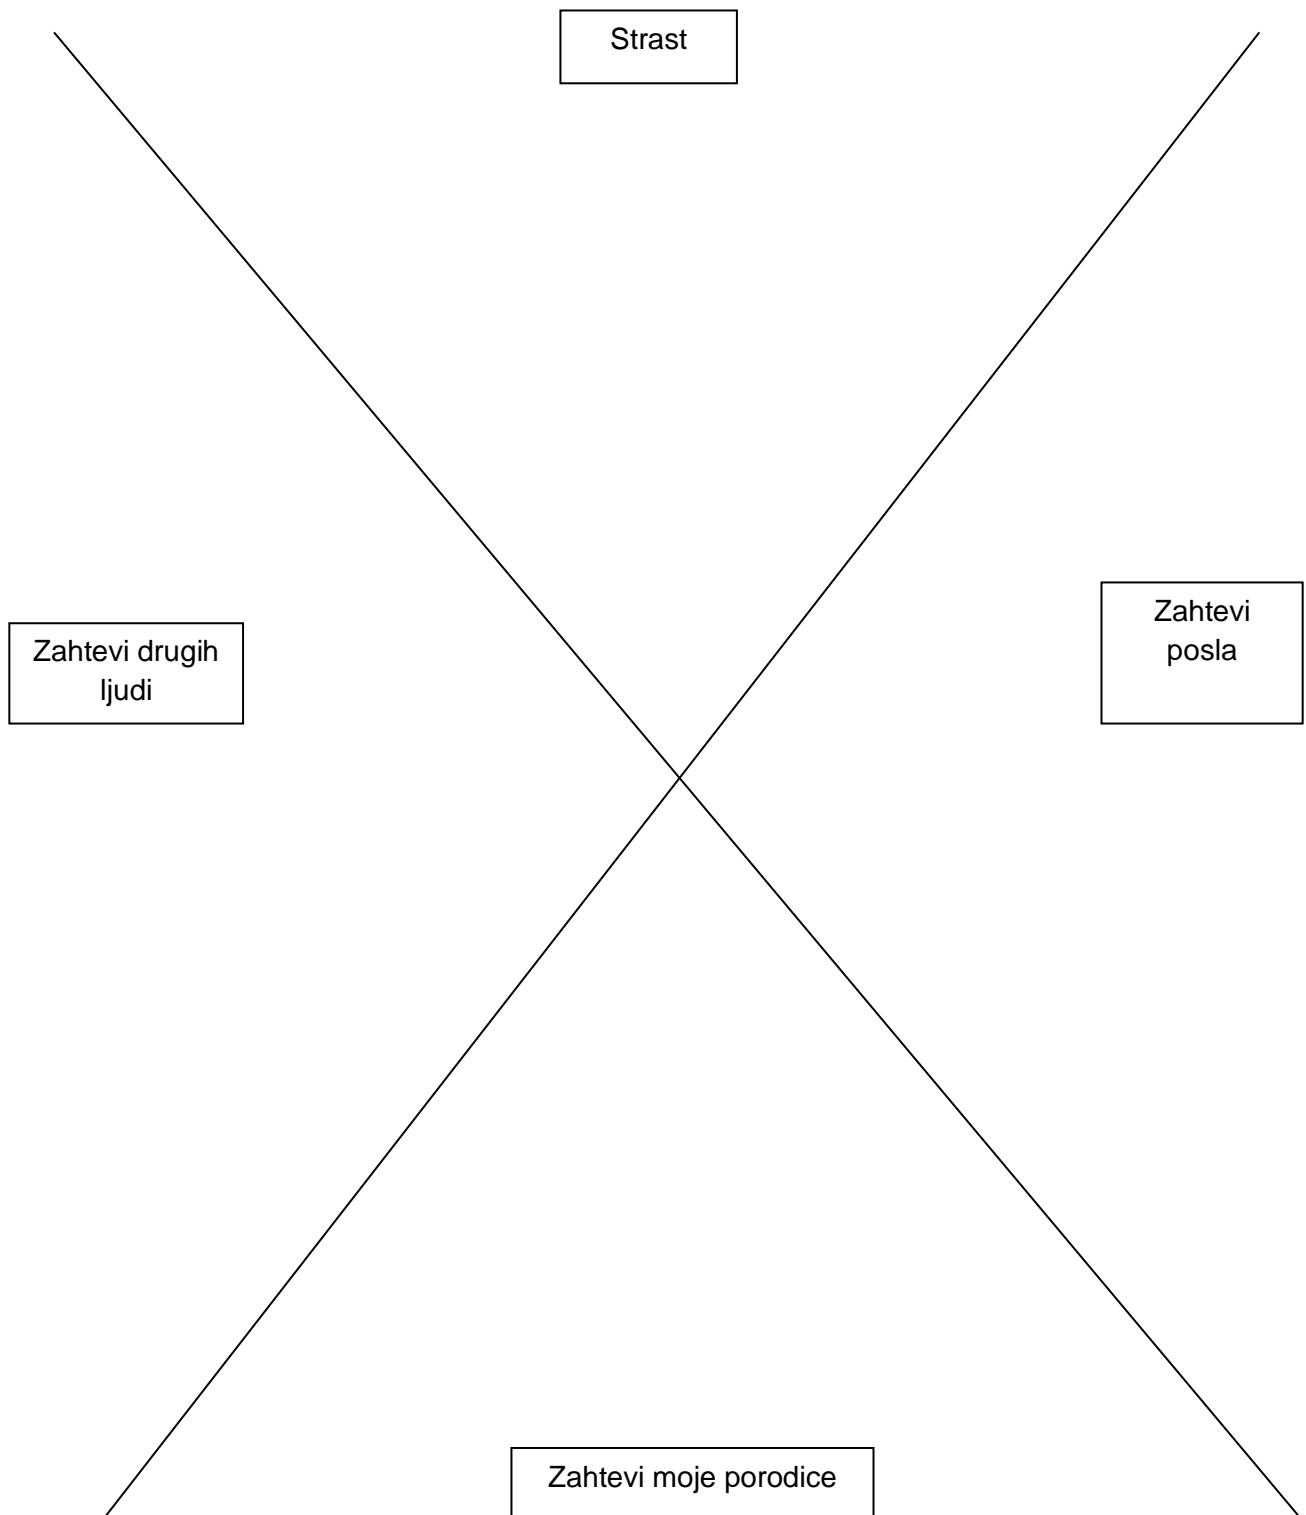 Strast
Zahtevi
posla
Zahtevi drugih
ljudi
Zahtevi moje porodice